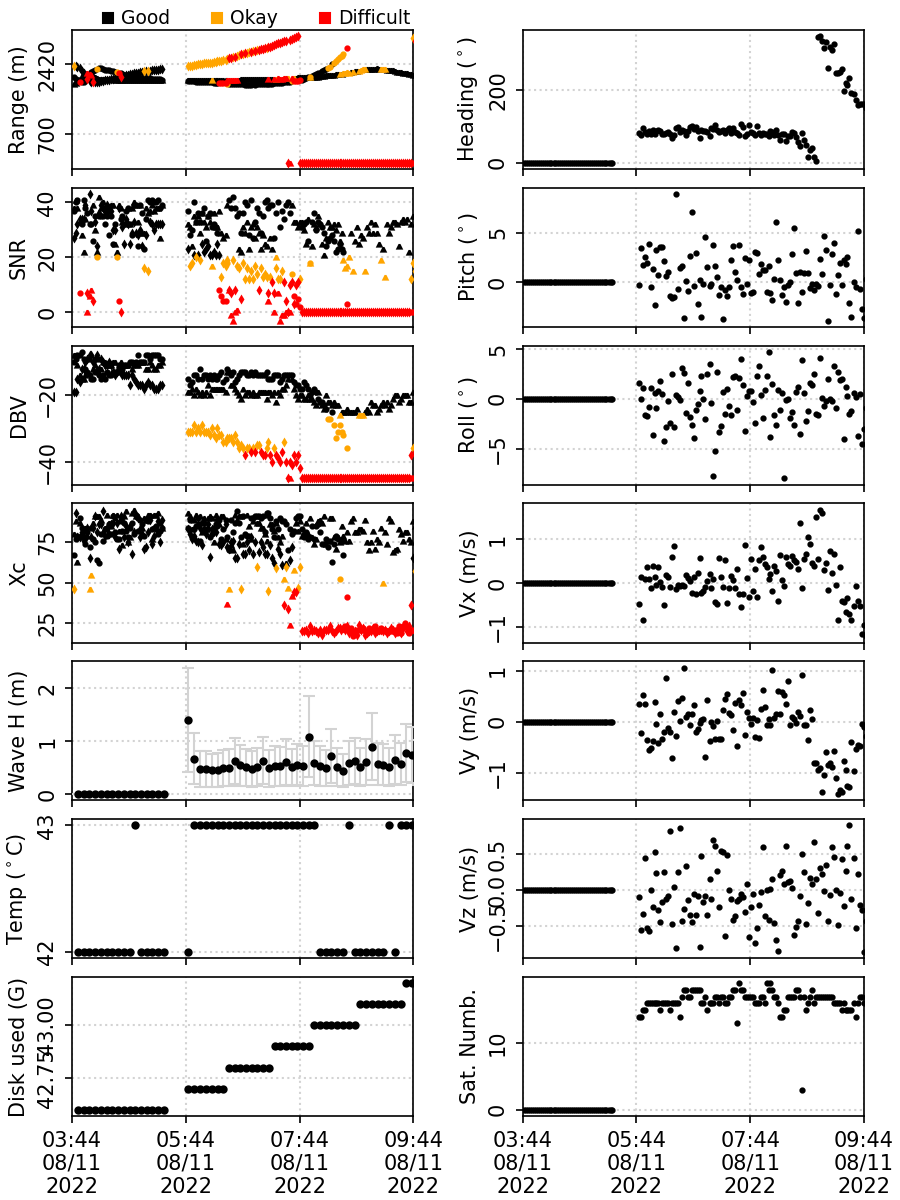 Good Okay Difficult
Range (m)
2420
700
Heading (°)
200
0
SNR
40
20
0
Pitch (°)
5
0
DBV
−20
−40
Roll (°)
5
0
−5
Xc
75
50
25
Vx (m/s)
1
0
−1
Wave H (m)
2
1
0
Vy (m/s)
1
0
−1
Temp (°C)
43
42
Vz (m/s)
0.5
0.0
−0.5
Disk used (G)
43.00
42.75
Sat. Numb.
10
0
03:44 05:44 07:44 09:44
08/11 08/11 08/11 08/11
2022 2022 2022 2022
03:44 05:44 07:44 09:44
08/11 08/11 08/11 08/11
2022 2022 2022 2022